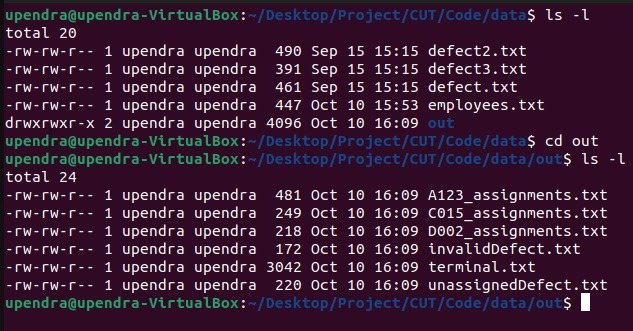 upendra@upendra-VirtualBox:~/Desktop/Project/CUT/Code/data$ ls -l
total 20
-rw-rw-r-- 1 upendra upendra  490 Sep 15 15:15 defect2.txt
-rw-rw-r-- 1 upendra upendra  391 Sep 15 15:15 defect3.txt
-rw-rw-r-- 1 upendra upendra  461 Sep 15 15:15 defect.txt
-rw-rw-r-- 1 upendra upendra  447 Oct 10 15:53 employees.txt
drwxrwxr-x 2 upendra upendra 4096 Oct 10 16:09 out
upendra@upendra-VirtualBox:~/Desktop/Project/CUT/Code/data$ cd out
upendra@upendra-VirtualBox:~/Desktop/Project/CUT/Code/data/out$ ls -l
total 24
-rw-rw-r-- 1 upendra upendra  481 Oct 10 16:09 A123_assignments.txt
-rw-rw-r-- 1 upendra upendra  249 Oct 10 16:09 C015_assignments.txt
-rw-rw-r-- 1 upendra upendra  218 Oct 10 16:09 D002_assignments.txt
-rw-rw-r-- 1 upendra upendra  172 Oct 10 16:09 invalidDefect.txt
-rw-rw-r-- 1 upendra upendra 3042 Oct 10 16:09 terminal.txt
-rw-rw-r-- 1 upendra upendra  220 Oct 10 16:09 unassignedDefect.txt
upendra@upendra-VirtualBox:~/Desktop/Project/CUT/Code/data/out$